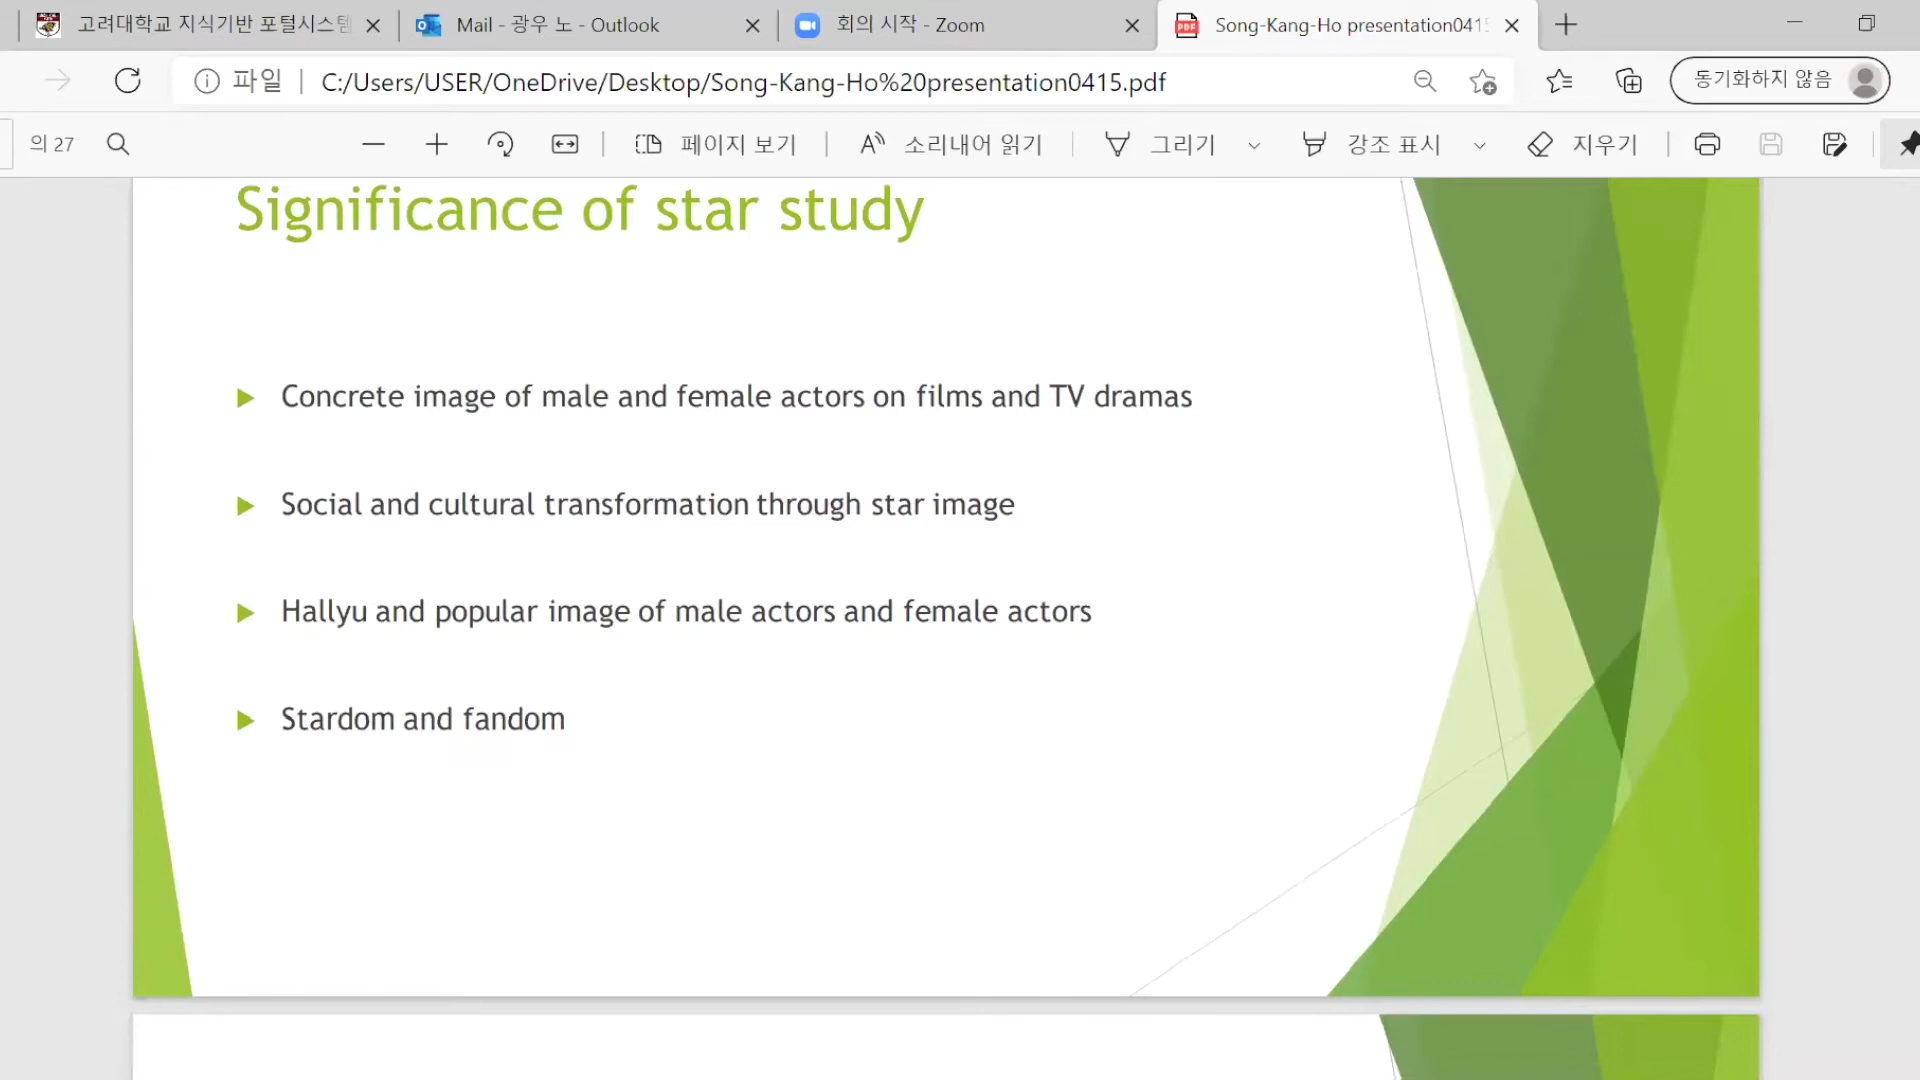 고려대학교 지식기반 포털시스템
Mail - 광우 노 - Outlook
회의 시작 - Zoom
Song-Kang-Ho presentation0415
파일
C:/Users/USER/OneDrive/Desktop/Song-Kang-Ho%20presentation0415.pdf
동기화하지 않음
의 27
페이지 보기
소리내어 읽기
그리기
강조 표시
지우기
Significance of star study
Concrete image of male and female actors on films and TV dramas
Social and cultural transformation through star image
Hallyu and popular image of male actors and female actors
Stardom and fandom